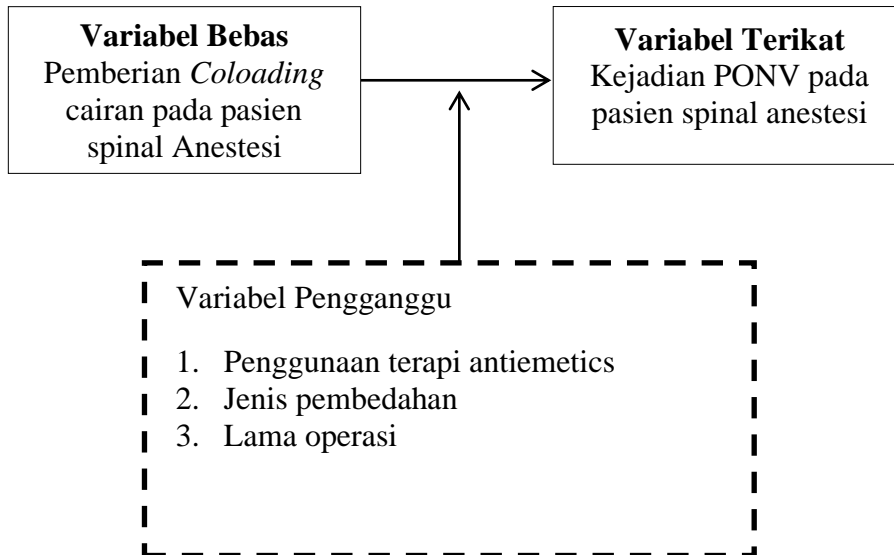 Variabel Bebas
Pemberian Coloading
cairan pada pasien
spinal Anestesi
Variabel Terikat
Kejadian PONV pada
pasien spinal anestesi
Variabel Pengganggu
1. Penggunaan terapi antiemetics
2. Jenis pembedahan
3. Lama operasi